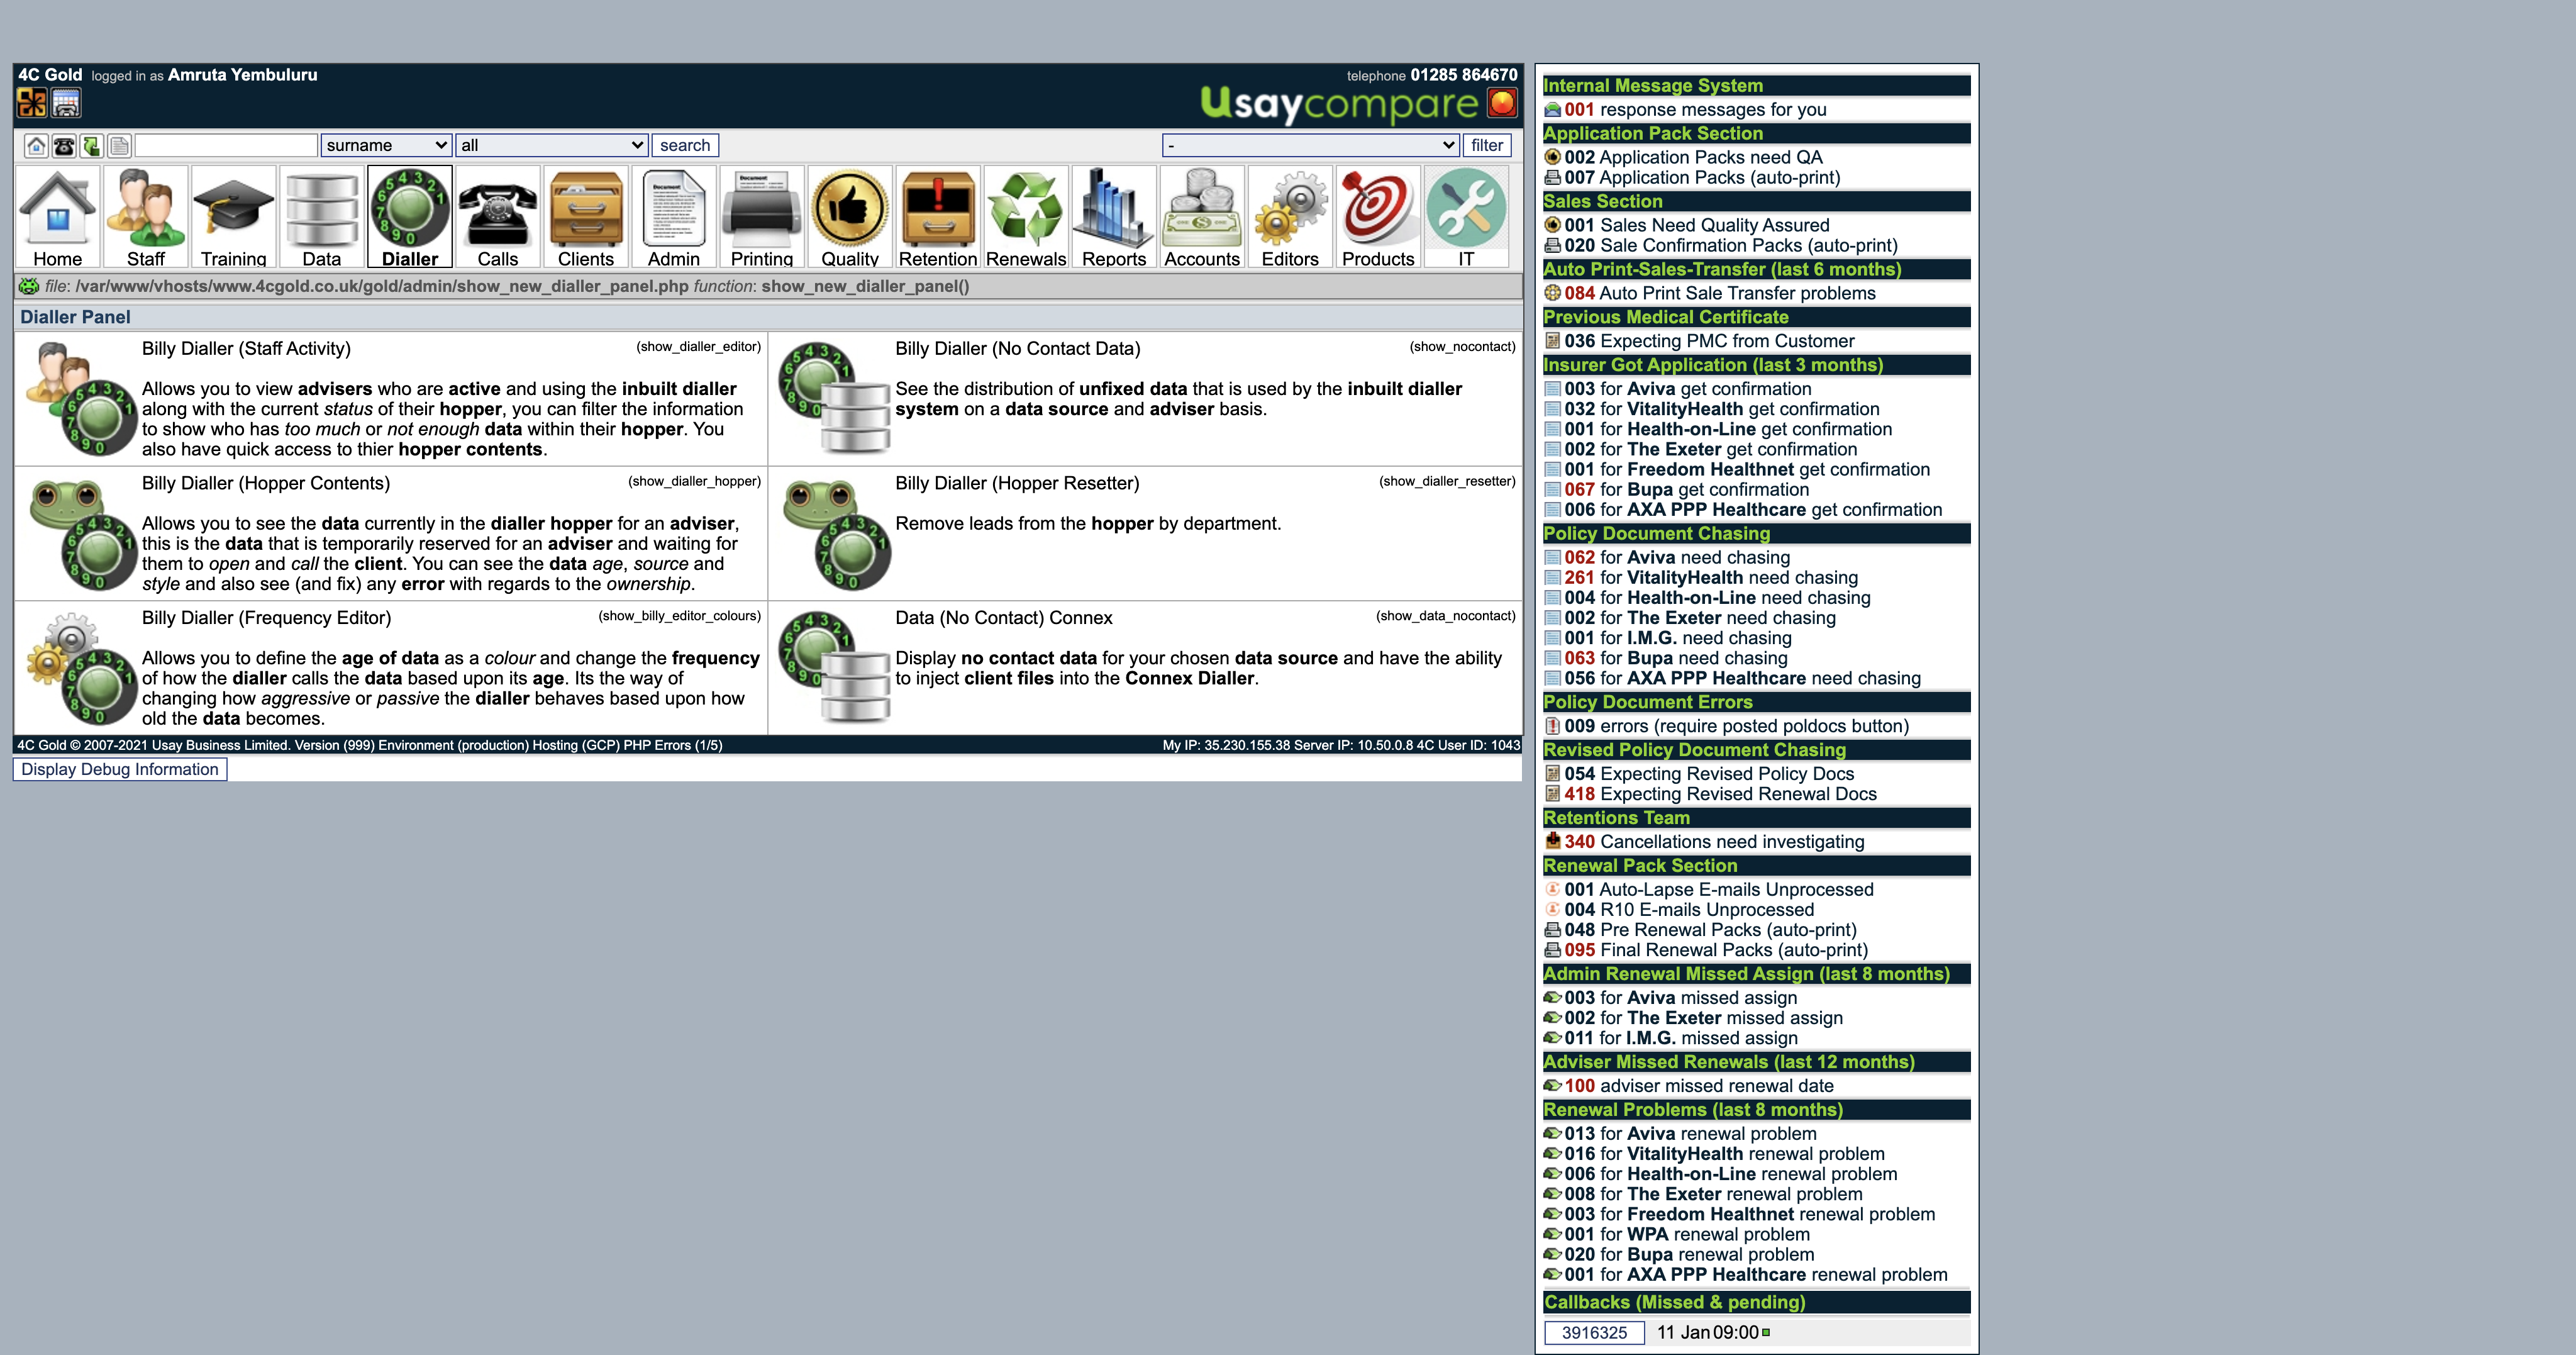 4C Gold logged in as Amruta Yembuluru
telephone 01285 864670
usaycompare
surname
all
search
-
filter
Home
Staff
Training
Data
Dialler
Calls
Clients
Admin
Printing
Quality
Retention
Renewals
Reports
Accounts
Editors
Products
IT
file: /var/www/vhosts/www.4cgold.co.uk/gold/admin/show_new_dialler_panel.php function: show_new_dialler_panel()
Dialler Panel
Billy Dialler (Staff Activity)
(show_dialler_editor)
Allows you to view advisers who are active and using the inbuilt dialler
along with the current status of their hopper, you can filter the information
to show who has too much or not enough data within their hopper. You
also have quick access to thier hopper contents.
Billy Dialler (No Contact Data)
(show_nocontact)
See the distribution of unfixed data that is used by the inbuilt dialler
system on a data source and adviser basis.
Billy Dialler (Hopper Contents)
(show_dialler_hopper)
Allows you to see the data currently in the dialler hopper for an adviser,
this is the data that is temporarily reserved for an adviser and waiting for
them to open and call the client. You can see the data age, source and
style and also see (and fix) any error with regards to the ownership.
Billy Dialler (Hopper Resetter)
(show_dialler_resetter)
Remove leads from the hopper by department.
Billy Dialler (Frequency Editor)
(show_billy_editor_colours)
Allows you to define the age of data as a colour and change the frequency
of how the dialler calls the data based upon its age. Its the way of
changing how aggressive or passive the dialler behaves based upon how
old the data becomes.
Data (No Contact) Connex
(show_data_nocontact)
Display no contact data for your chosen data source and have the ability
to inject client files into the Connex Dialler.
4C Gold © 2007-2021 Usay Business Limited. Version (999) Environment (production) Hosting (GCP) PHP Errors (1/5)
My IP: 35.230.155.38 Server IP: 10.50.0.8 4C User ID: 1043
Display Debug Information
Internal Message System
001 response messages for you
Application Pack Section
002 Application Packs need QA
007 Application Packs (auto-print)
Sales Section
001 Sales Need Quality Assured
020 Sale Confirmation Packs (auto-print)
Auto Print-Sales-Transfer (last 6 months)
084 Auto Print Sale Transfer problems
Previous Medical Certificate
036 Expecting PMC from Customer
Insurer Got Application (last 3 months)
003 for Aviva get confirmation
032 for VitalityHealth get confirmation
001 for Health-on-Line get confirmation
002 for The Exeter get confirmation
001 for Freedom Healthnet get confirmation
067 for Bupa get confirmation
006 for AXA PPP Healthcare get confirmation
Policy Document Chasing
062 for Aviva need chasing
261 for VitalityHealth need chasing
004 for Health-on-Line need chasing
002 for The Exeter need chasing
001 for I.M.G. need chasing
063 for Bupa need chasing
056 for AXA PPP Healthcare need chasing
Policy Document Errors
009 errors (require posted poldocs button)
Revised Policy Document Chasing
054 Expecting Revised Policy Docs
418 Expecting Revised Renewal Docs
Retentions Team
340 Cancellations need investigating
Renewal Pack Section
001 Auto-Lapse E-mails Unprocessed
004 R10 E-mails Unprocessed
048 Pre Renewal Packs (auto-print)
095 Final Renewal Packs (auto-print)
Admin Renewal Missed Assign (last 8 months)
003 for Aviva missed assign
002 for The Exeter missed assign
011 for I.M.G. missed assign
Adviser Missed Renewals (last 12 months)
100 adviser missed renewal date
Renewal Problems (last 8 months)
013 for Aviva renewal problem
016 for VitalityHealth renewal problem
006 for Health-on-Line renewal problem
008 for The Exeter renewal problem
003 for Freedom Healthnet renewal problem
001 for WPA renewal problem
020 for Bupa renewal problem
001 for AXA PPP Healthcare renewal problem
Callbacks (Missed & pending)
3916325 11 Jan 09:00